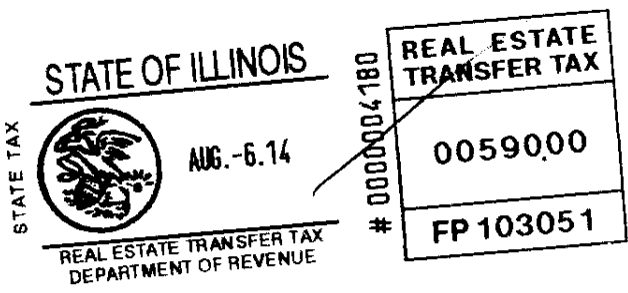 STATE TAX
STATE OF ILLINOIS
AUG.-6.14
REAL ESTATE TRANSFER TAX
DEPARTMENT OF REVENUE
# 0000004180
REAL ESTATE
TRANSFER TAX
0059000
FP 103051